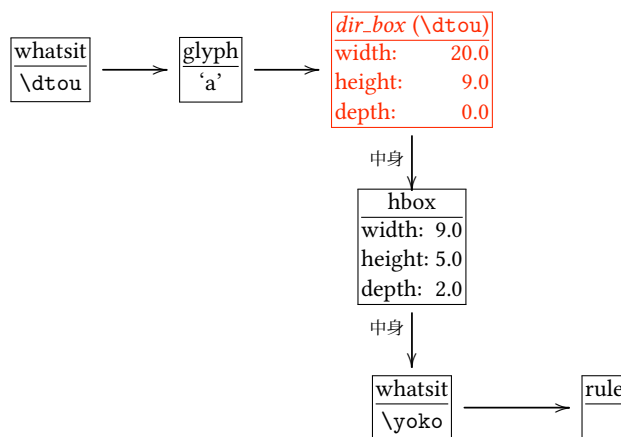 whatsit
\dtou
glyph
‘a’
dir_box (\dtou)
width: 20.0
height: 9.0
depth: 0.0
中身
hbox
width: 9.0
height: 5.0
depth: 2.0
中身
whatsit
\yoko
rule